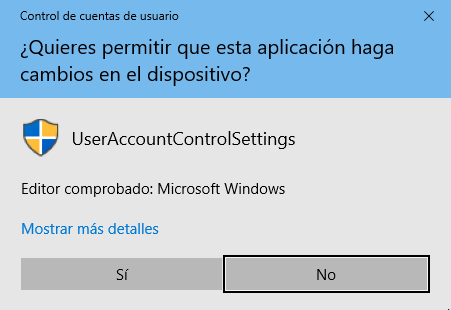 Control de cuentas de usuario
¿Quieres permitir que esta aplicación haga
cambios en el dispositivo?
UserAccountControlSettings
Editor comprobado: Microsoft Windows
Mostrar más detalles
Sí
No